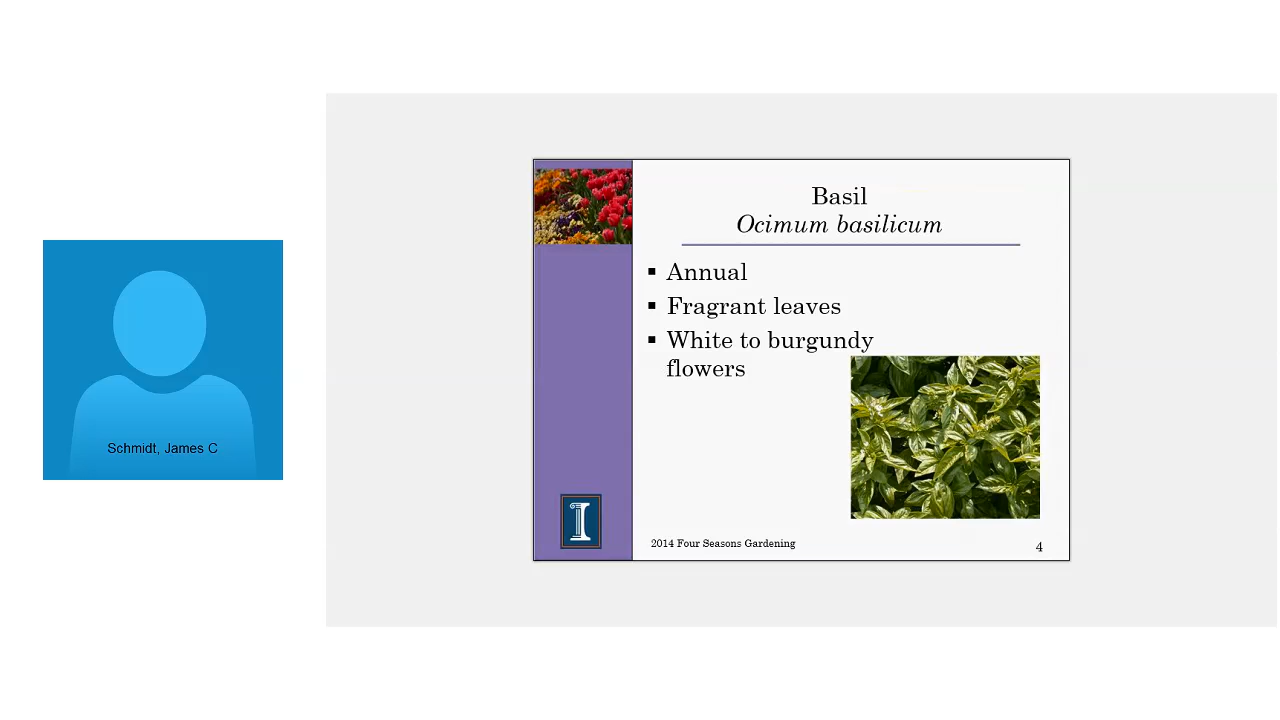 Schmidt, James C
Basil
Ocimum basilicum
▪ Annual
▪ Fragrant leaves
▪ White to burgundy
flowers
I
2014 Four Seasons Gardening
4